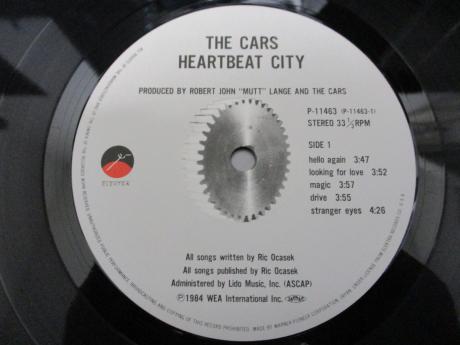 THE CARS
HEARTBEAT CITY
PRODUCED BY ROBERT JOHN "MUTT" LANGE AND THE CARS
P-11463 (P-11463-1)
STEREO 33 1/3 RPM
SIDE 1
hello again 3:47
looking for love 3:52
magic 3:57
drive 3:55
stranger eyes 4:26
ELEKTRA
All songs written by Ric Ocasek
All songs published by Ric Ocasek
Administered by Lido Music, Inc. (ASCAP)
Ⓟ1984 WEA International Inc.